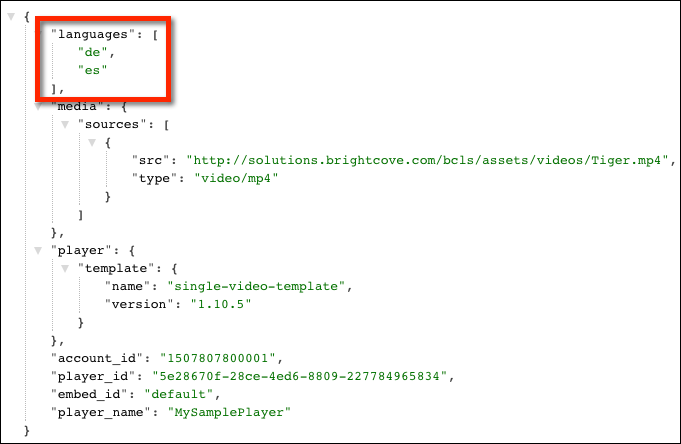 {
"languages": [
"de",
"es"
],
"media": {
"sources": [
{
"src": "http://solutions.brightcove.com/bcls/assets/videos/Tiger.mp4",
"type": "video/mp4"
}
]
},
"player": {
"template": {
"name": "single-video-template",
"version": "1.10.5"
}
},
"account_id": "1507807800001",
"player_id": "5e28670f-28ce-4ed6-8809-227784965834",
"embed_id": "default",
"player_name": "MySamplePlayer"
}